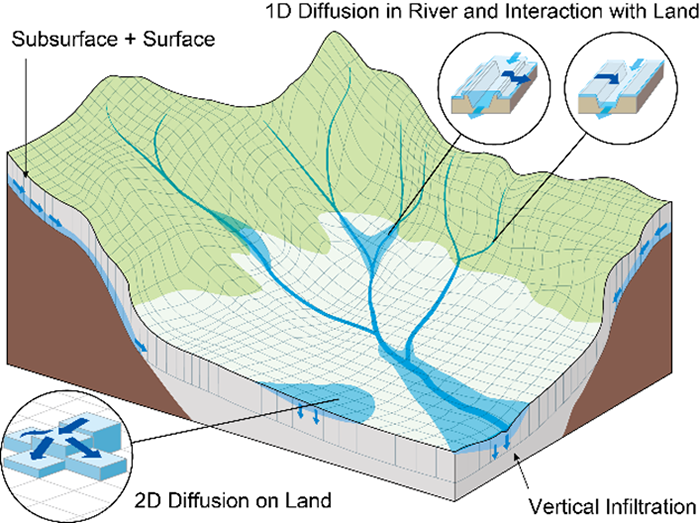 1D Diffusion in River and Interaction with Land
Subsurface + Surface
2D Diffusion on Land
Vertical Infiltration